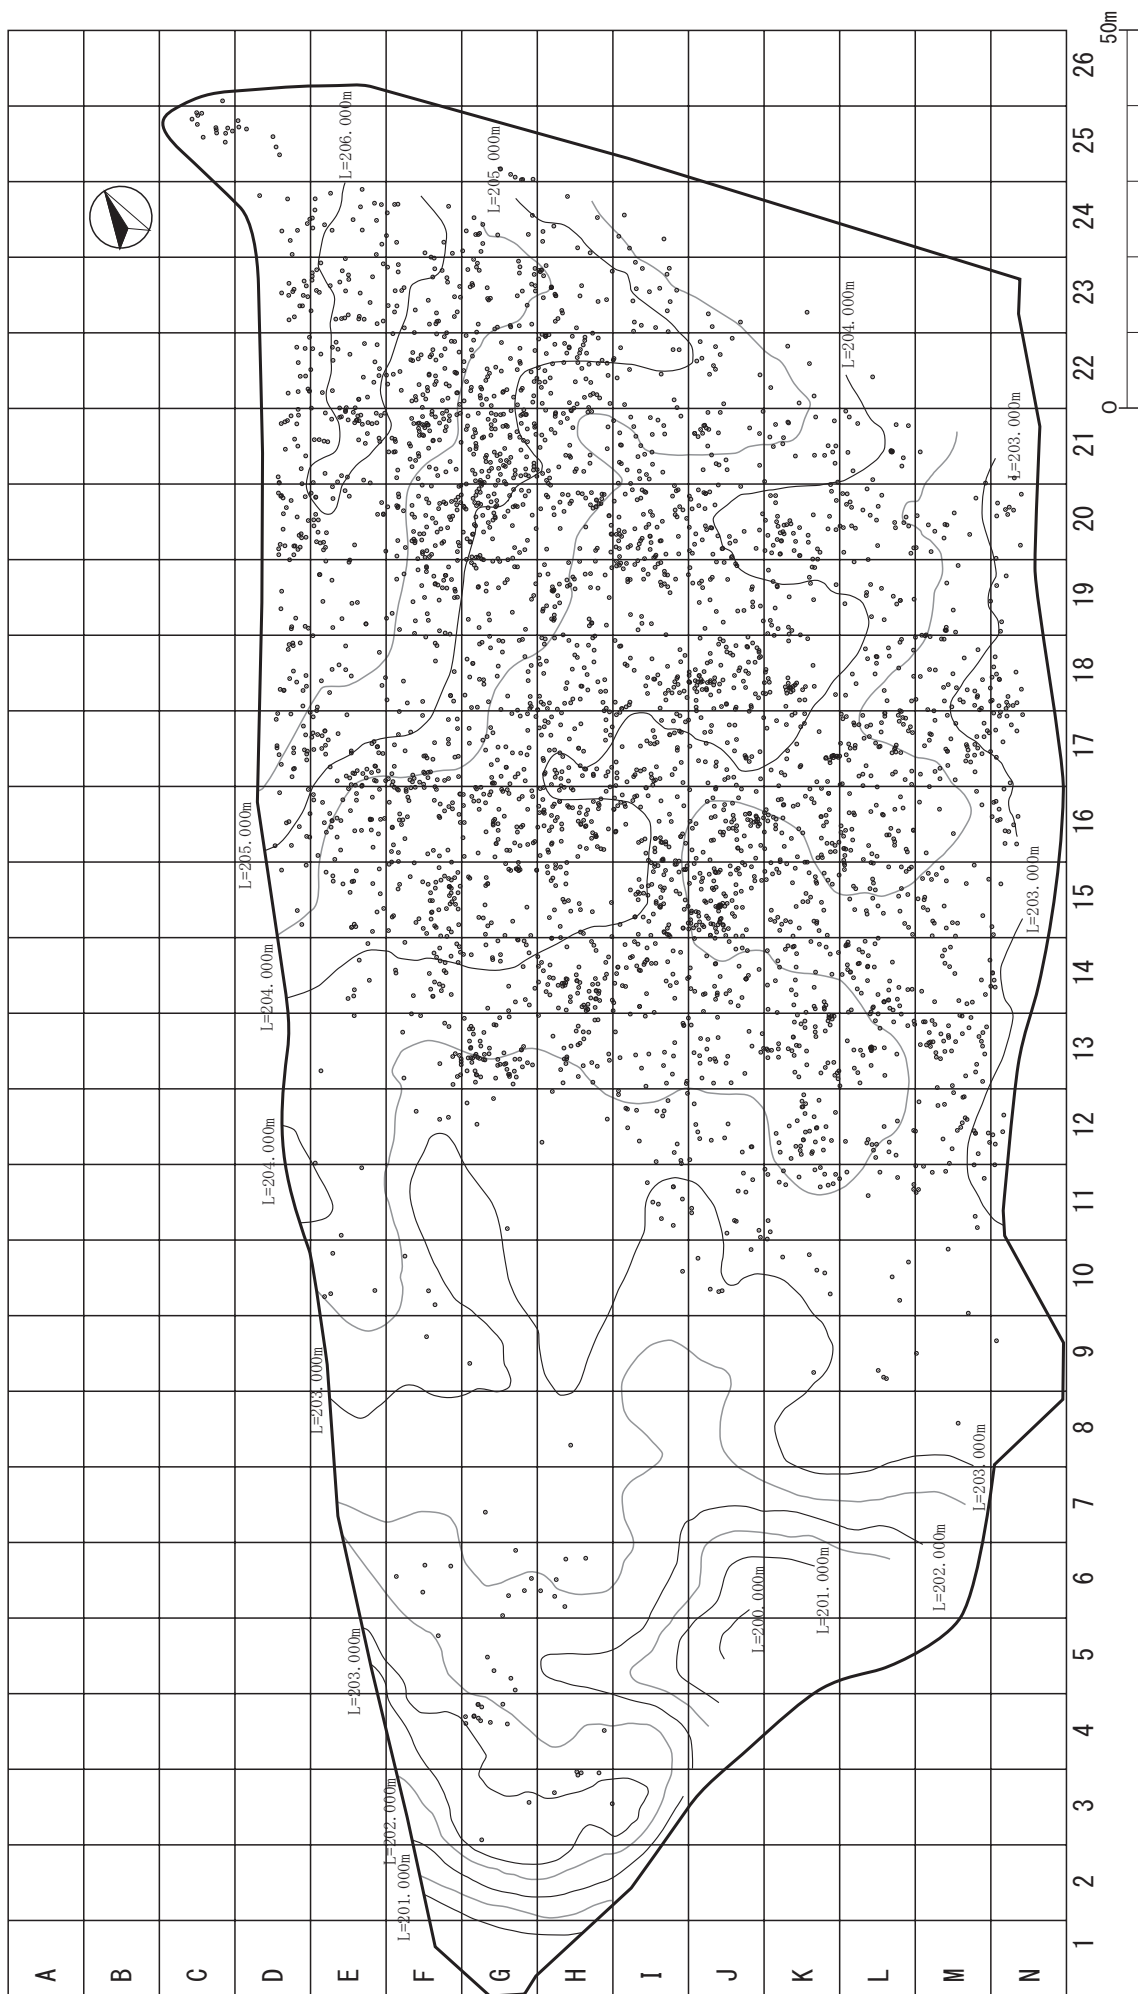 50m
0
26
25
24
23
22
21
20
19
18
17
16
15
14
13
12
11
10
9
8
7
6
5
4
3
2
1
A
B
C
D
E
F
G
H
I
J
K
L
M
N
L=206.000m
L=205.000m
L=204.000m
L=203.000m
L=205.000m
L=203.000m
L=204.000m
L=204.000m
L=203.000m
L=203.000m
L=202.000m
L=201.000m
L=200.000m
L=203.000m
L=202.000m
L=201.000m